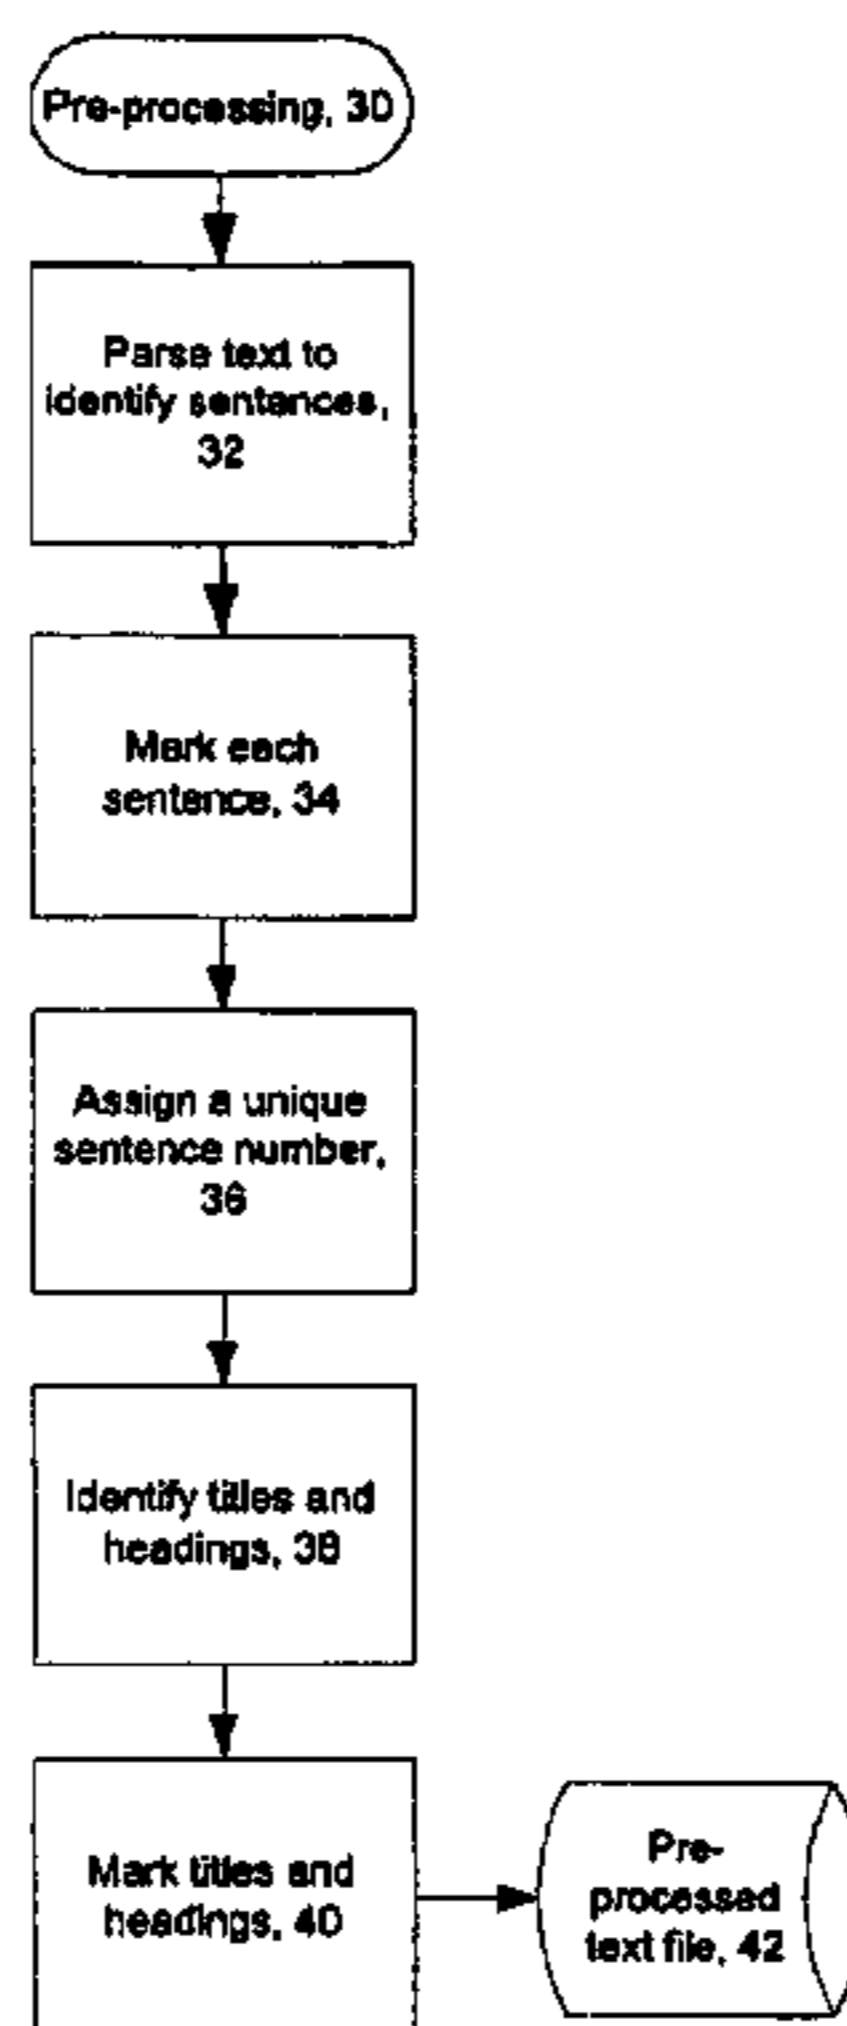 Pre-processing, 30
Parse text to
identify sentences,
32
Mark each
sentence, 34
Assign a unique
sentence number,
36
Identify titles and
headings, 38
Mark titles and
headings, 40
Pre-
processed
text file, 42